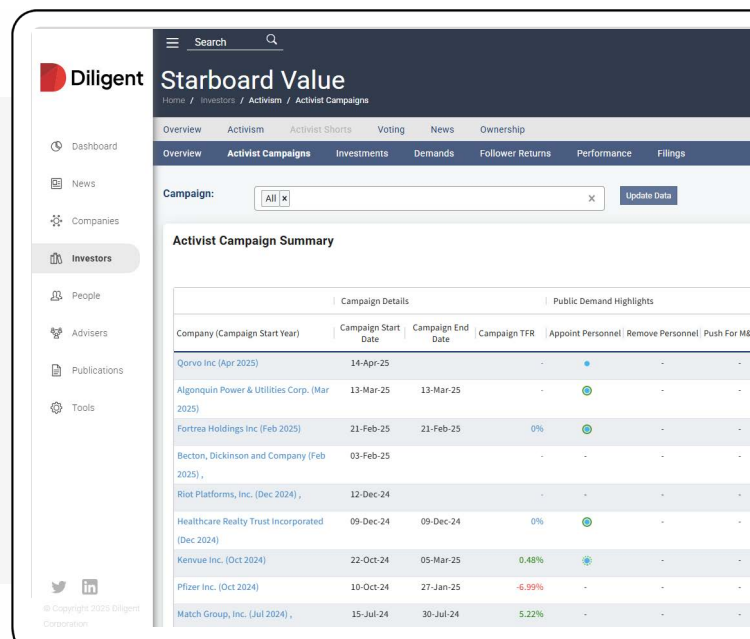 Search
Diligent
Starboard Value
Home / Investors / Activism / Activist Campaigns
Overview Activism Activist Shorts Voting News Ownership
Overview Activist Campaigns Investments Demands Follower Returns Performance Filings
Dashboard
News
Companies
Investors
People
Advisers
Publications
Tools
© Copyright 2025 Diligent
Corporation
Campaign: All × × Update Data
Activist Campaign Summary
Campaign Details Public Demand Highlights
Company (Campaign Start Year) Campaign Start Date Campaign End Date Campaign TFR Appoint Personnel Remove Personnel Push For M&
Qorvo Inc (Apr 2025) 14-Apr-25 - - -
Algonquin Power & Utilities Corp. (Mar 13-Mar-25 13-Mar-25 - - -
2025)
Fortrea Holdings Inc (Feb 2025) 21-Feb-25 21-Feb-25 0% - -
Becton, Dickinson and Company (Feb 03-Feb-25 - - - -
2025) ,
Riot Platforms, Inc. (Dec 2024) , 12-Dec-24 - - - -
Healthcare Realty Trust Incorporated 09-Dec-24 09-Dec-24 0% - -
(Dec 2024)
Kenvue Inc. (Oct 2024) 22-Oct-24 05-Mar-25 0.48% - -
Pfizer Inc. (Oct 2024) 10-Oct-24 27-Jan-25 -6.99% - - -
Match Group, Inc. (Jul 2024) , 15-Jul-24 30-Jul-24 5.22% - - -